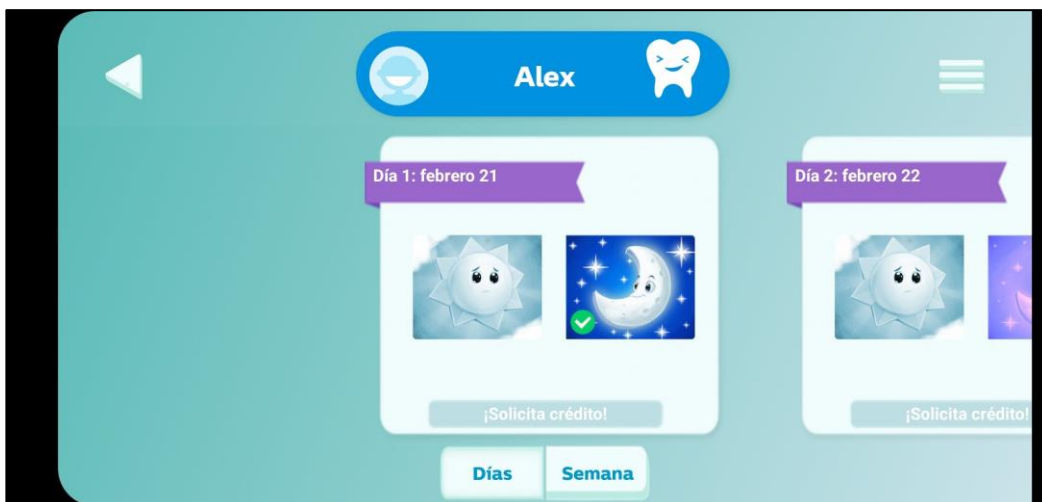 Alex
Día 1: febrero 21
¡Solicita crédito!
Día 2: febrero 22
¡Solicita crédito!
Días
Semana